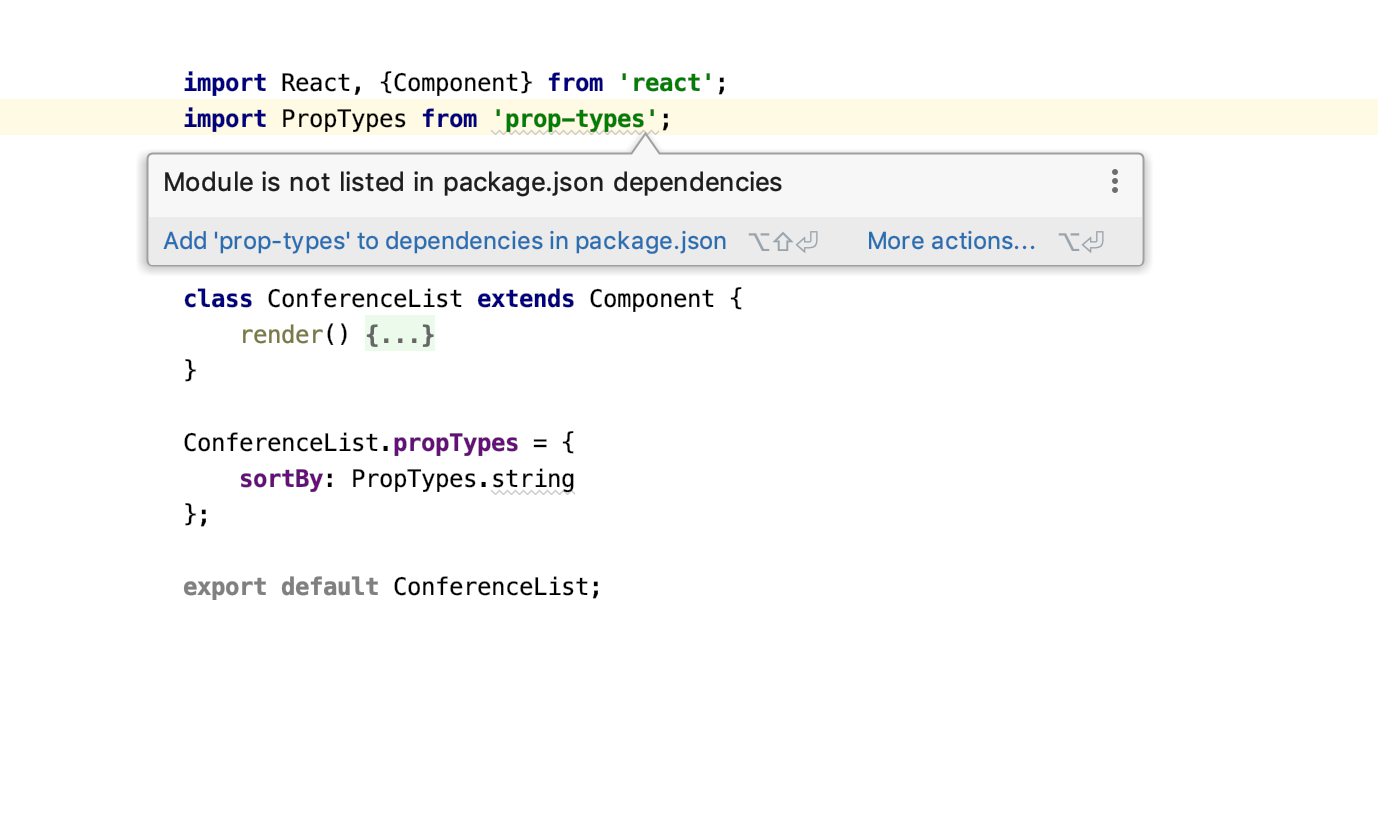 import React, {Component} from 'react';
import PropTypes from 'prop-types';
Module is not listed in package.json dependencies
Add 'prop-types' to dependencies in package.json ⌥⇧⏎ More actions... ⌥⏎
class ConferenceList extends Component {
    render() {...}
}
ConferenceList.propTypes = {
    sortBy: PropTypes.string
};
export default ConferenceList;